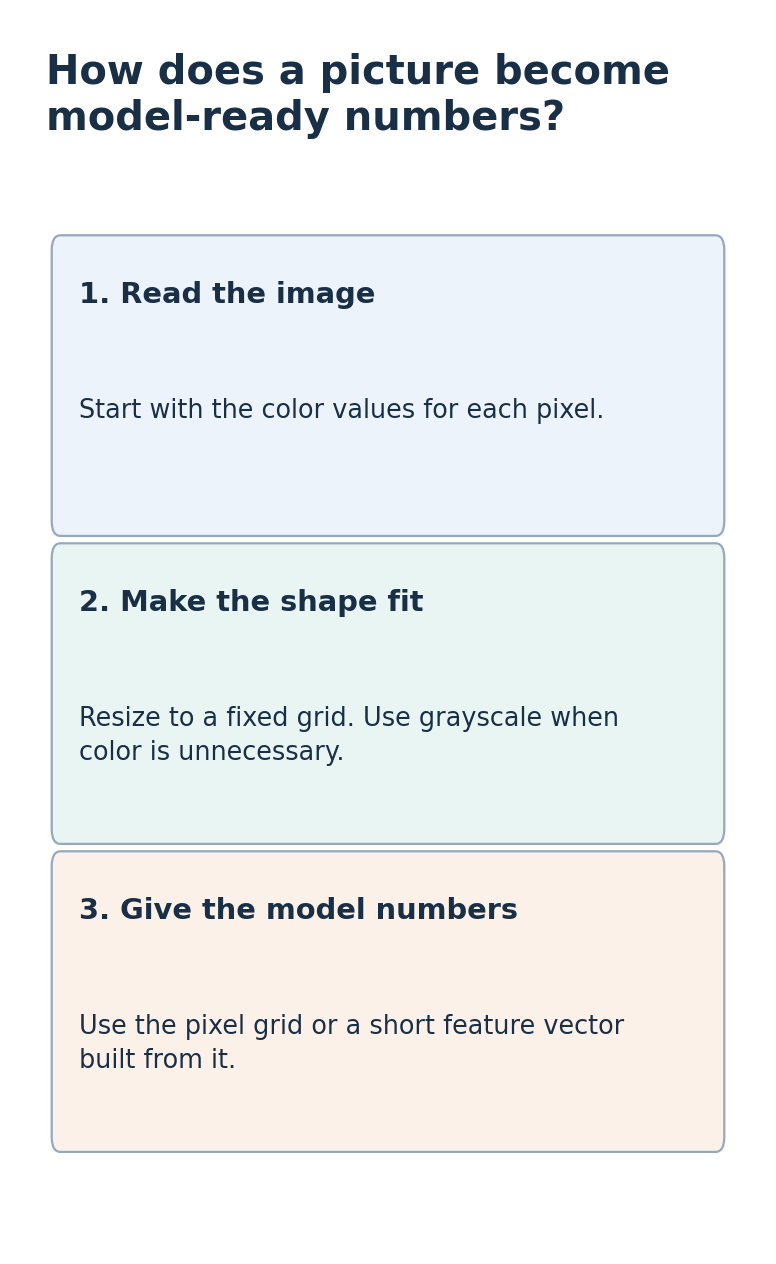 How does a picture become
model-ready numbers?
1. Read the image
Start with the color values for each pixel.
2. Make the shape fit
Resize to a fixed grid. Use grayscale when
color is unnecessary.
3. Give the model numbers
Use the pixel grid or a short feature vector
built from it.